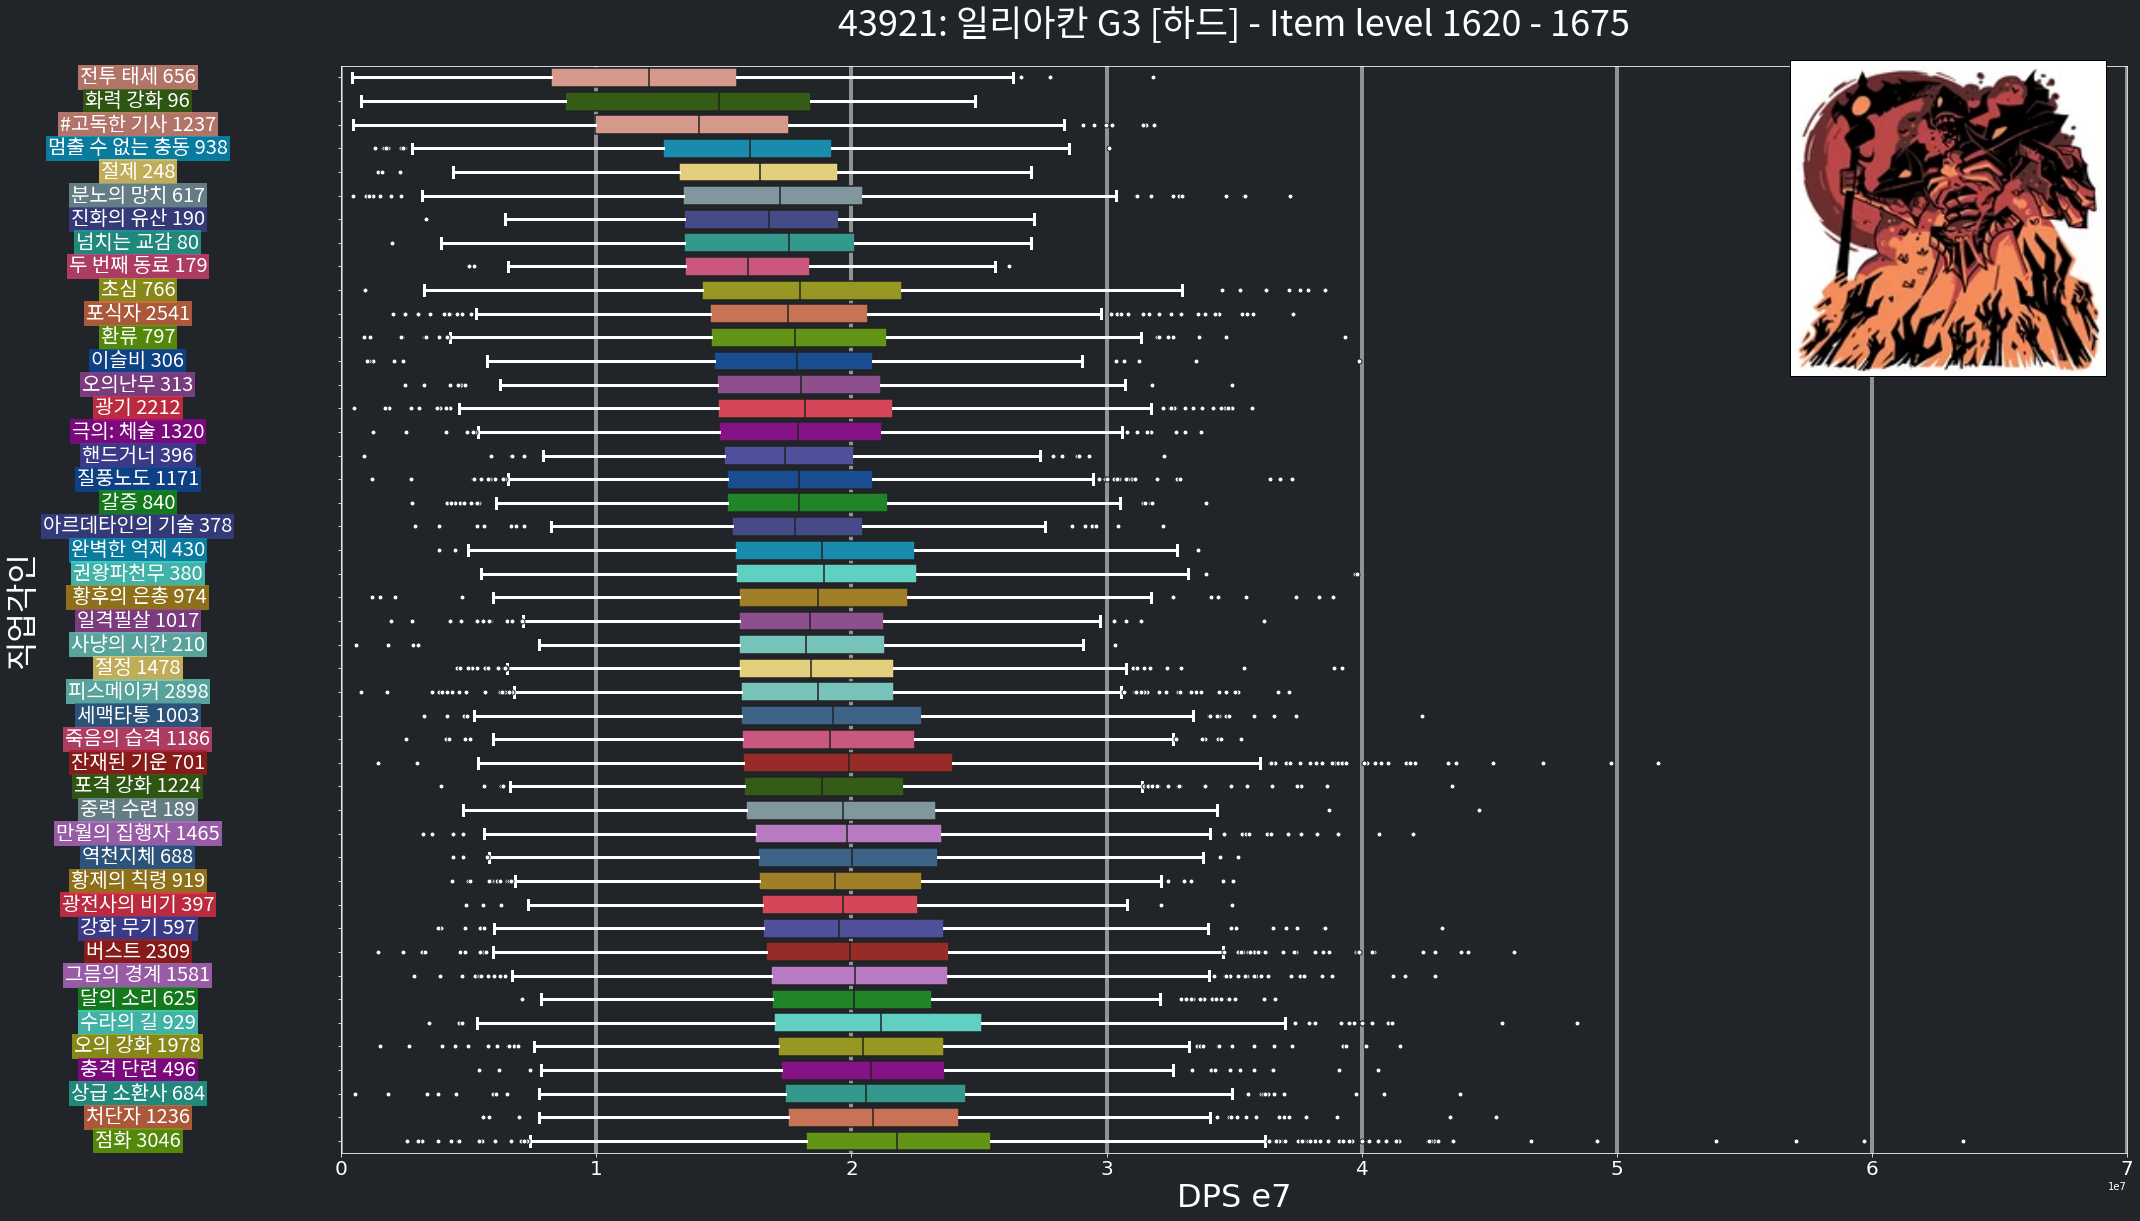 43921: 일리아칸 G3 [하드] - Item level 1620 - 1675
전투 태세 656
화력 강화 96
#고독한 기사 1237
멈출 수 없는 충동 938
절제 248
분노의 망치 617
진화의 유산 190
넘치는 교감 80
두 번째 동료 179
초심 766
포식자 2541
환류 797
이슬비 306
오의난무 313
광기 2212
극의: 체술 1320
핸드거너 396
질풍노도 1171
갈증 840
아르데타인의 기술 378
완벽한 억제 430
권왕파천무 380
황후의 은총 974
일격필살 1017
사냥의 시간 210
절정 1478
피스메이커 2898
세맥타통 1003
죽음의 습격 1186
잔재된 기운 701
포격 강화 1224
중력 수련 189
만월의 집행자 1465
역천지체 688
황제의 칙령 919
광전사의 비기 397
강화 무기 597
버스트 2309
그믐의 경계 1581
달의 소리 625
수라의 길 929
오의 강화 1978
충격 단련 496
상급 소환사 684
처단자 1236
점화 3046
직업각인
0 1 2 3 4 5 6 7
DPS e7
1e7